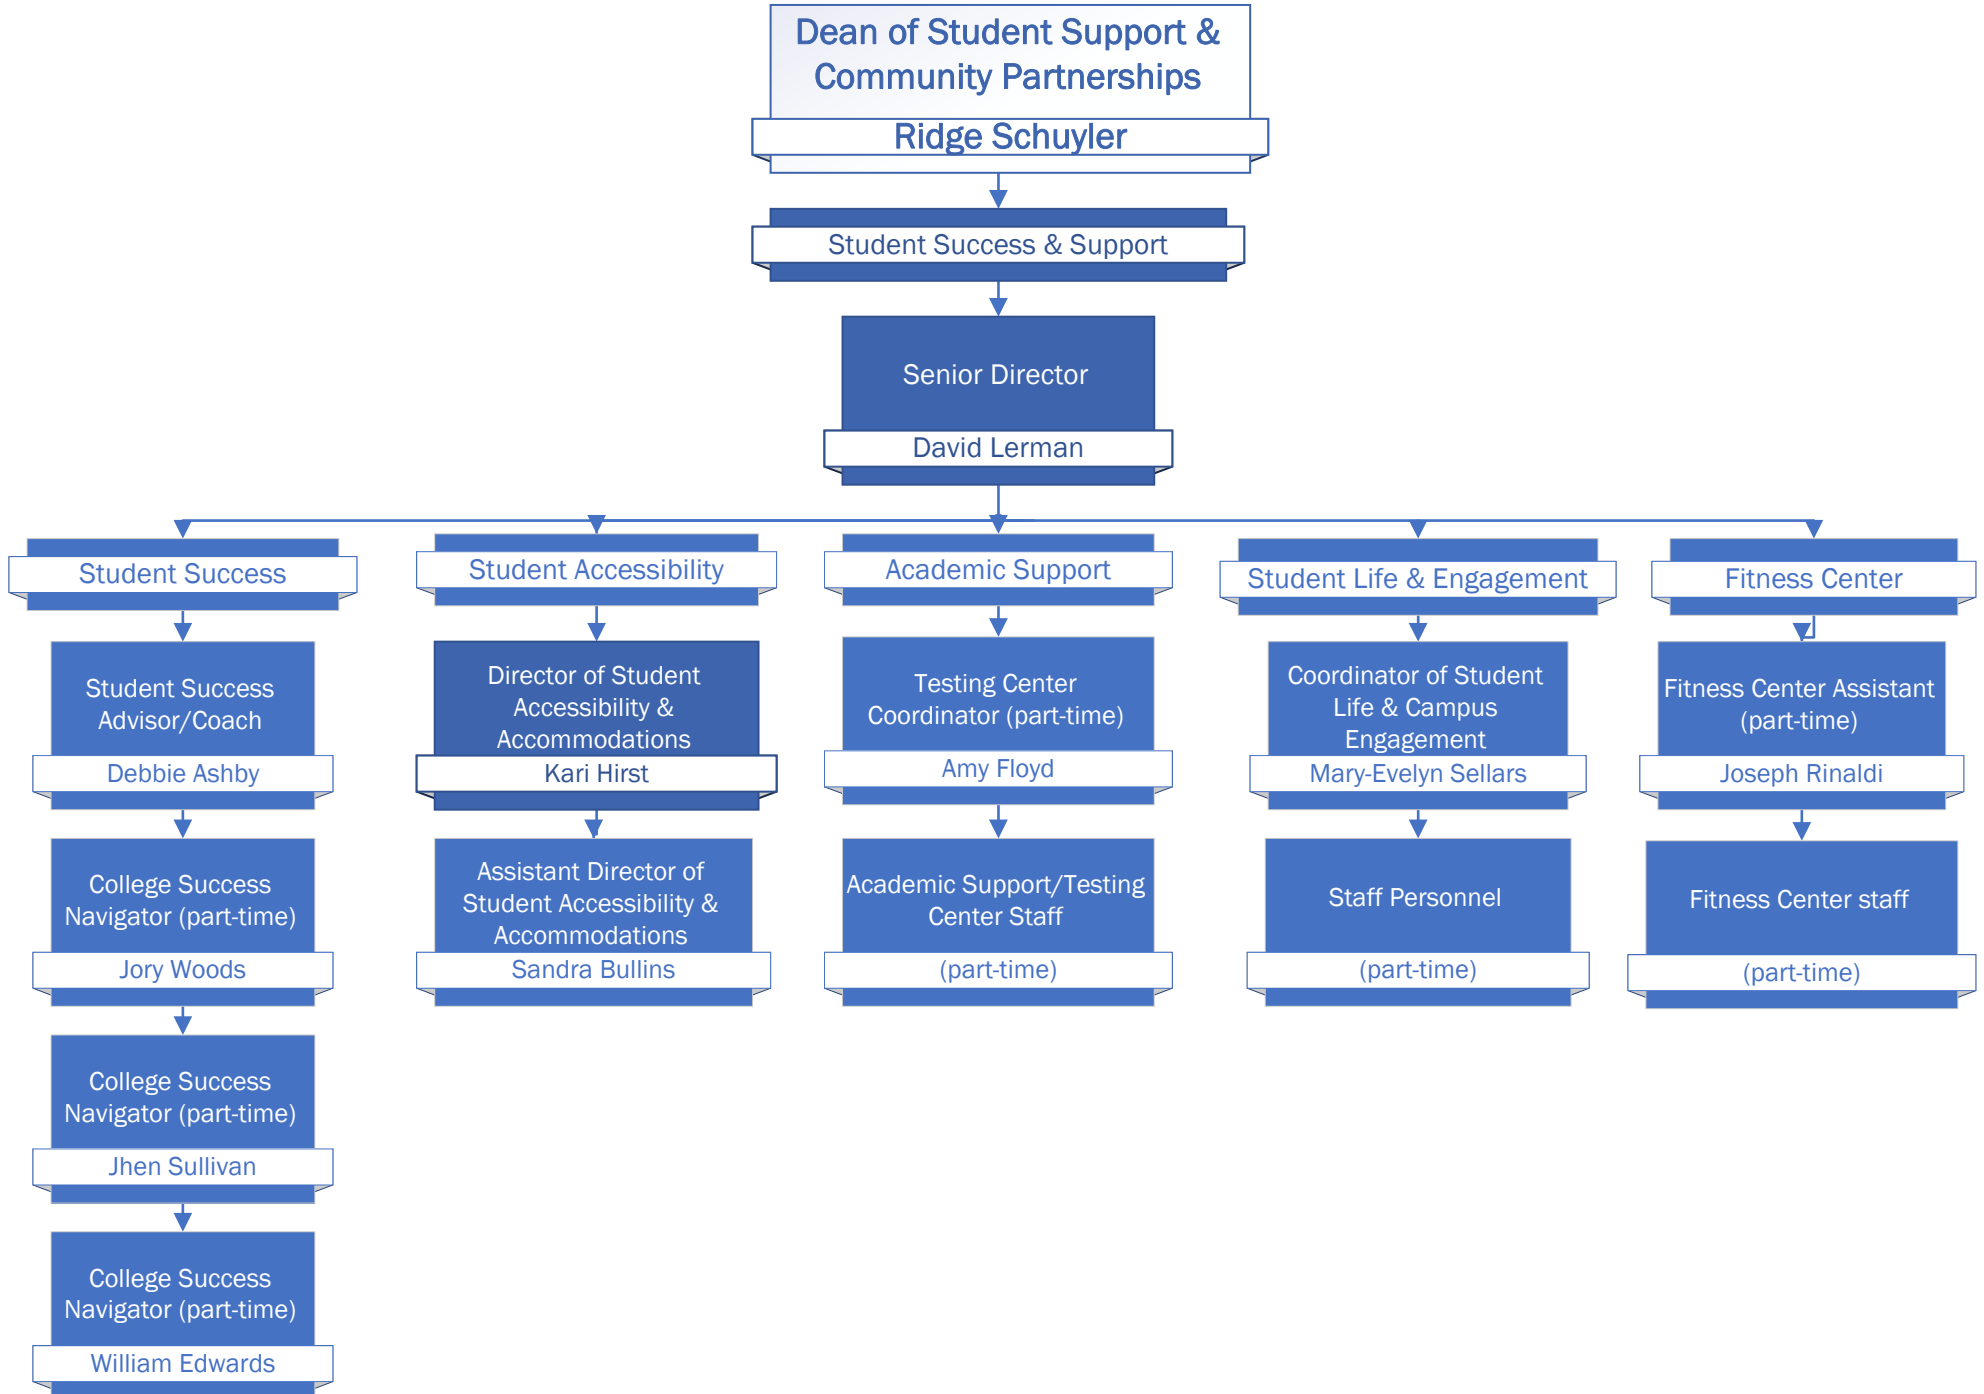 Dean of Student Support &
Community Partnerships
Ridge Schuyler
Student Success & Support
Senior Director
David Lerman
Student Success
Student Success
Advisor/Coach
Debbie Ashby
College Success
Navigator (part-time)
Jory Woods
College Success
Navigator (part-time)
Jhen Sullivan
College Success
Navigator (part-time)
William Edwards
Student Accessibility
Director of Student
Accessibility &
Accommodations
Kari Hirst
Assistant Director of
Student Accessibility &
Accommodations
Sandra Bullins
Academic Support
Testing Center
Coordinator (part-time)
Amy Floyd
Academic Support/Testing
Center Staff
(part-time)
Student Life & Engagement
Coordinator of Student
Life & Campus
Engagement
Mary-Evelyn Sellars
Staff Personnel
(part-time)
Fitness Center
Fitness Center Assistant
(part-time)
Joseph Rinaldi
Fitness Center staff
(part-time)